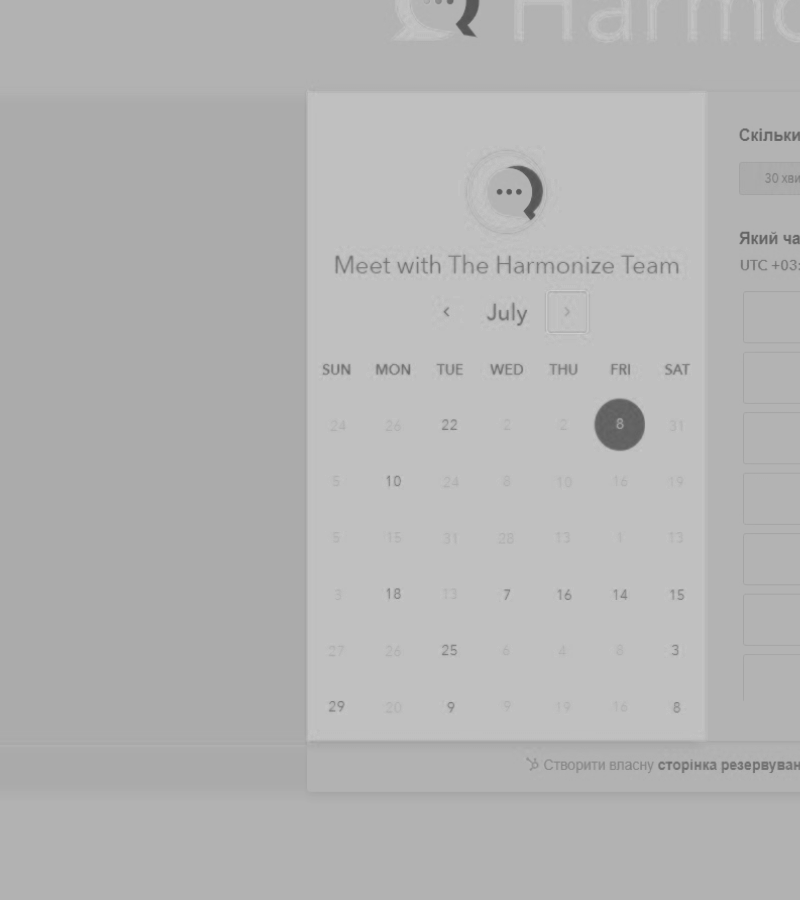 Harmo
Meet with The Harmonize Team
‹ July ›
SUN MON TUE WED THU FRI SAT
24 26 22 2 2 8 31
5 10 24 8 10 16 19
5 15 31 28 13 1 13
3 18 13 7 16 14 15
27 26 25 6 4 8 3
29 20 9 9 19 16 8
Скільки
30 хви
Який ча
UTC +03:
Створити власну сторінка резервуван